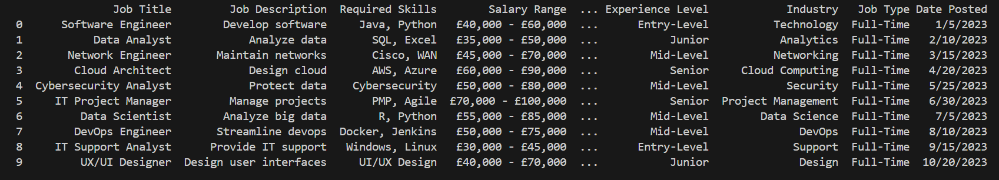 Job Title Job Description Required Skills Salary Range ... Experience Level Industry Job Type Date Posted
0 Software Engineer Develop software Java, Python £40,000 - £60,000 ... Entry-Level Technology Full-Time 1/5/2023
1 Data Analyst Analyze data SQL, Excel £35,000 - £50,000 ... Junior Analytics Full-Time 2/10/2023
2 Network Engineer Maintain networks Cisco, WAN £45,000 - £70,000 ... Mid-Level Networking Full-Time 3/15/2023
3 Cloud Architect Design cloud AWS, Azure £60,000 - £90,000 ... Senior Cloud Computing Full-Time 4/20/2023
4 Cybersecurity Analyst Protect data Cybersecurity £50,000 - £80,000 ... Mid-Level Security Full-Time 5/25/2023
5 IT Project Manager Manage projects PMP, Agile £70,000 - £100,000 ... Senior Project Management Full-Time 6/30/2023
6 Data Scientist Analyze big data R, Python £55,000 - £85,000 ... Mid-Level Data Science Full-Time 7/5/2023
7 DevOps Engineer Streamline devops Docker, Jenkins £50,000 - £75,000 ... Mid-Level DevOps Full-Time 8/10/2023
8 IT Support Analyst Provide IT support Windows, Linux £30,000 - £45,000 ... Entry-Level Support Full-Time 9/15/2023
9 UX/UI Designer Design user interfaces UI/UX Design £40,000 - £70,000 ... Junior Design Full-Time 10/20/2023